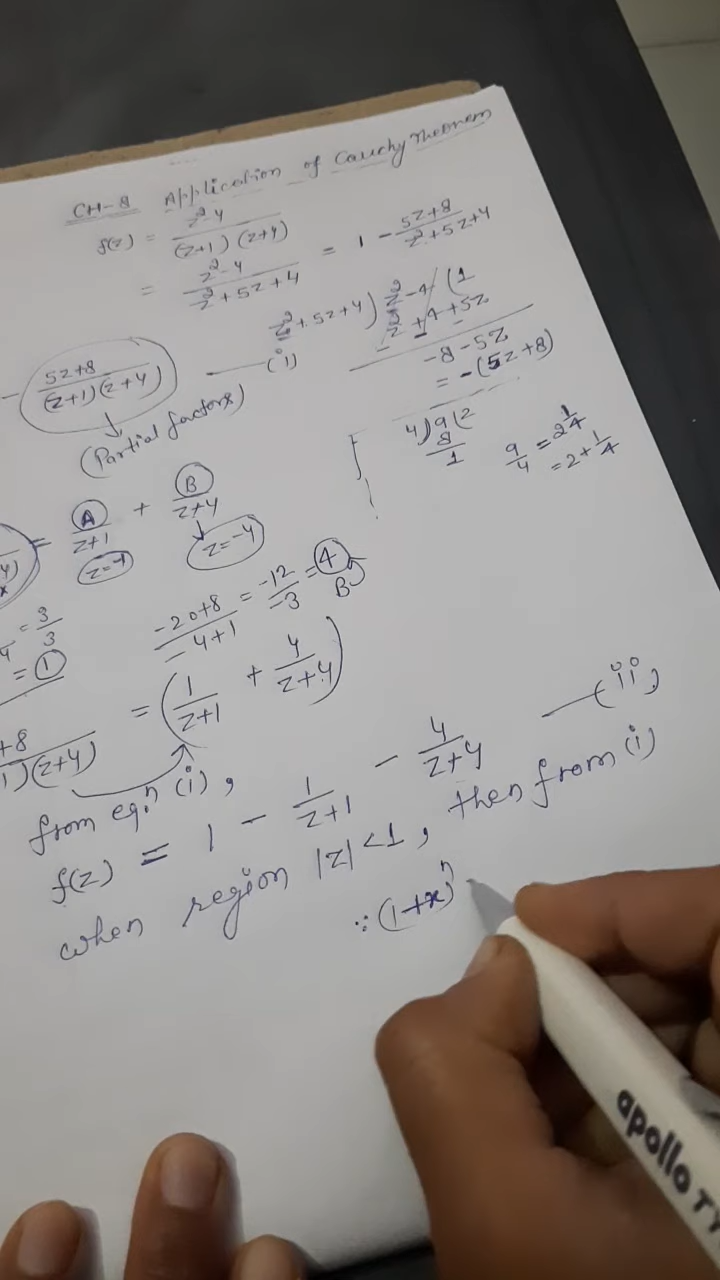 CH-8 Application of Cauchy Theorem
f(z) = z²-4 / (z+1)(z+4)
= z²-4 / z²+5z+4 = 1 - 5z+8 / z²+5z+4
z²+5z+4) z²-4 (1
z²+4+5z
- - -
-8-5z
= -(5z+8)
- 5z+8 / (z+1)(z+4) —(i)
(Partial factors)
4)9(2
8
1
9/4 = 2 1/4
= 2+1/4
= A / z+1 + B / z+4
z=-4
= 3/3
= 1
-20+8 / -4+1 = -12 / -3 = 4
B
+8 / 1)(z+4) = (1 / z+1 + 4 / z+4)
from eqⁿ (i),
f(z) = 1 - 1 / z+1 - 4 / z+4 —(ii)
when region |z|<1, then from (i)
∵ (1+x)ⁿ
apollo TY